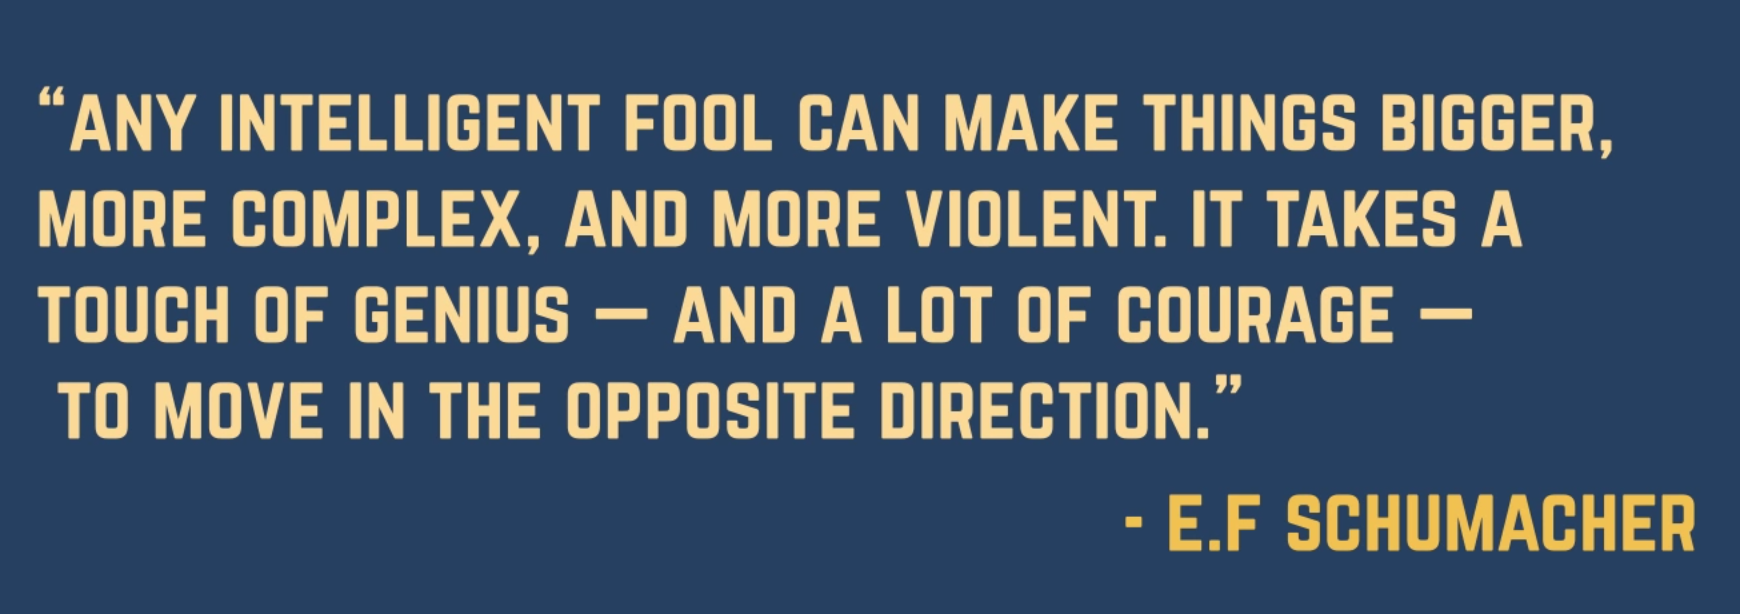 “ANY INTELLIGENT FOOL CAN MAKE THINGS BIGGER,
MORE COMPLEX, AND MORE VIOLENT. IT TAKES A
TOUCH OF GENIUS — AND A LOT OF COURAGE —
TO MOVE IN THE OPPOSITE DIRECTION.”
- E.F SCHUMACHER